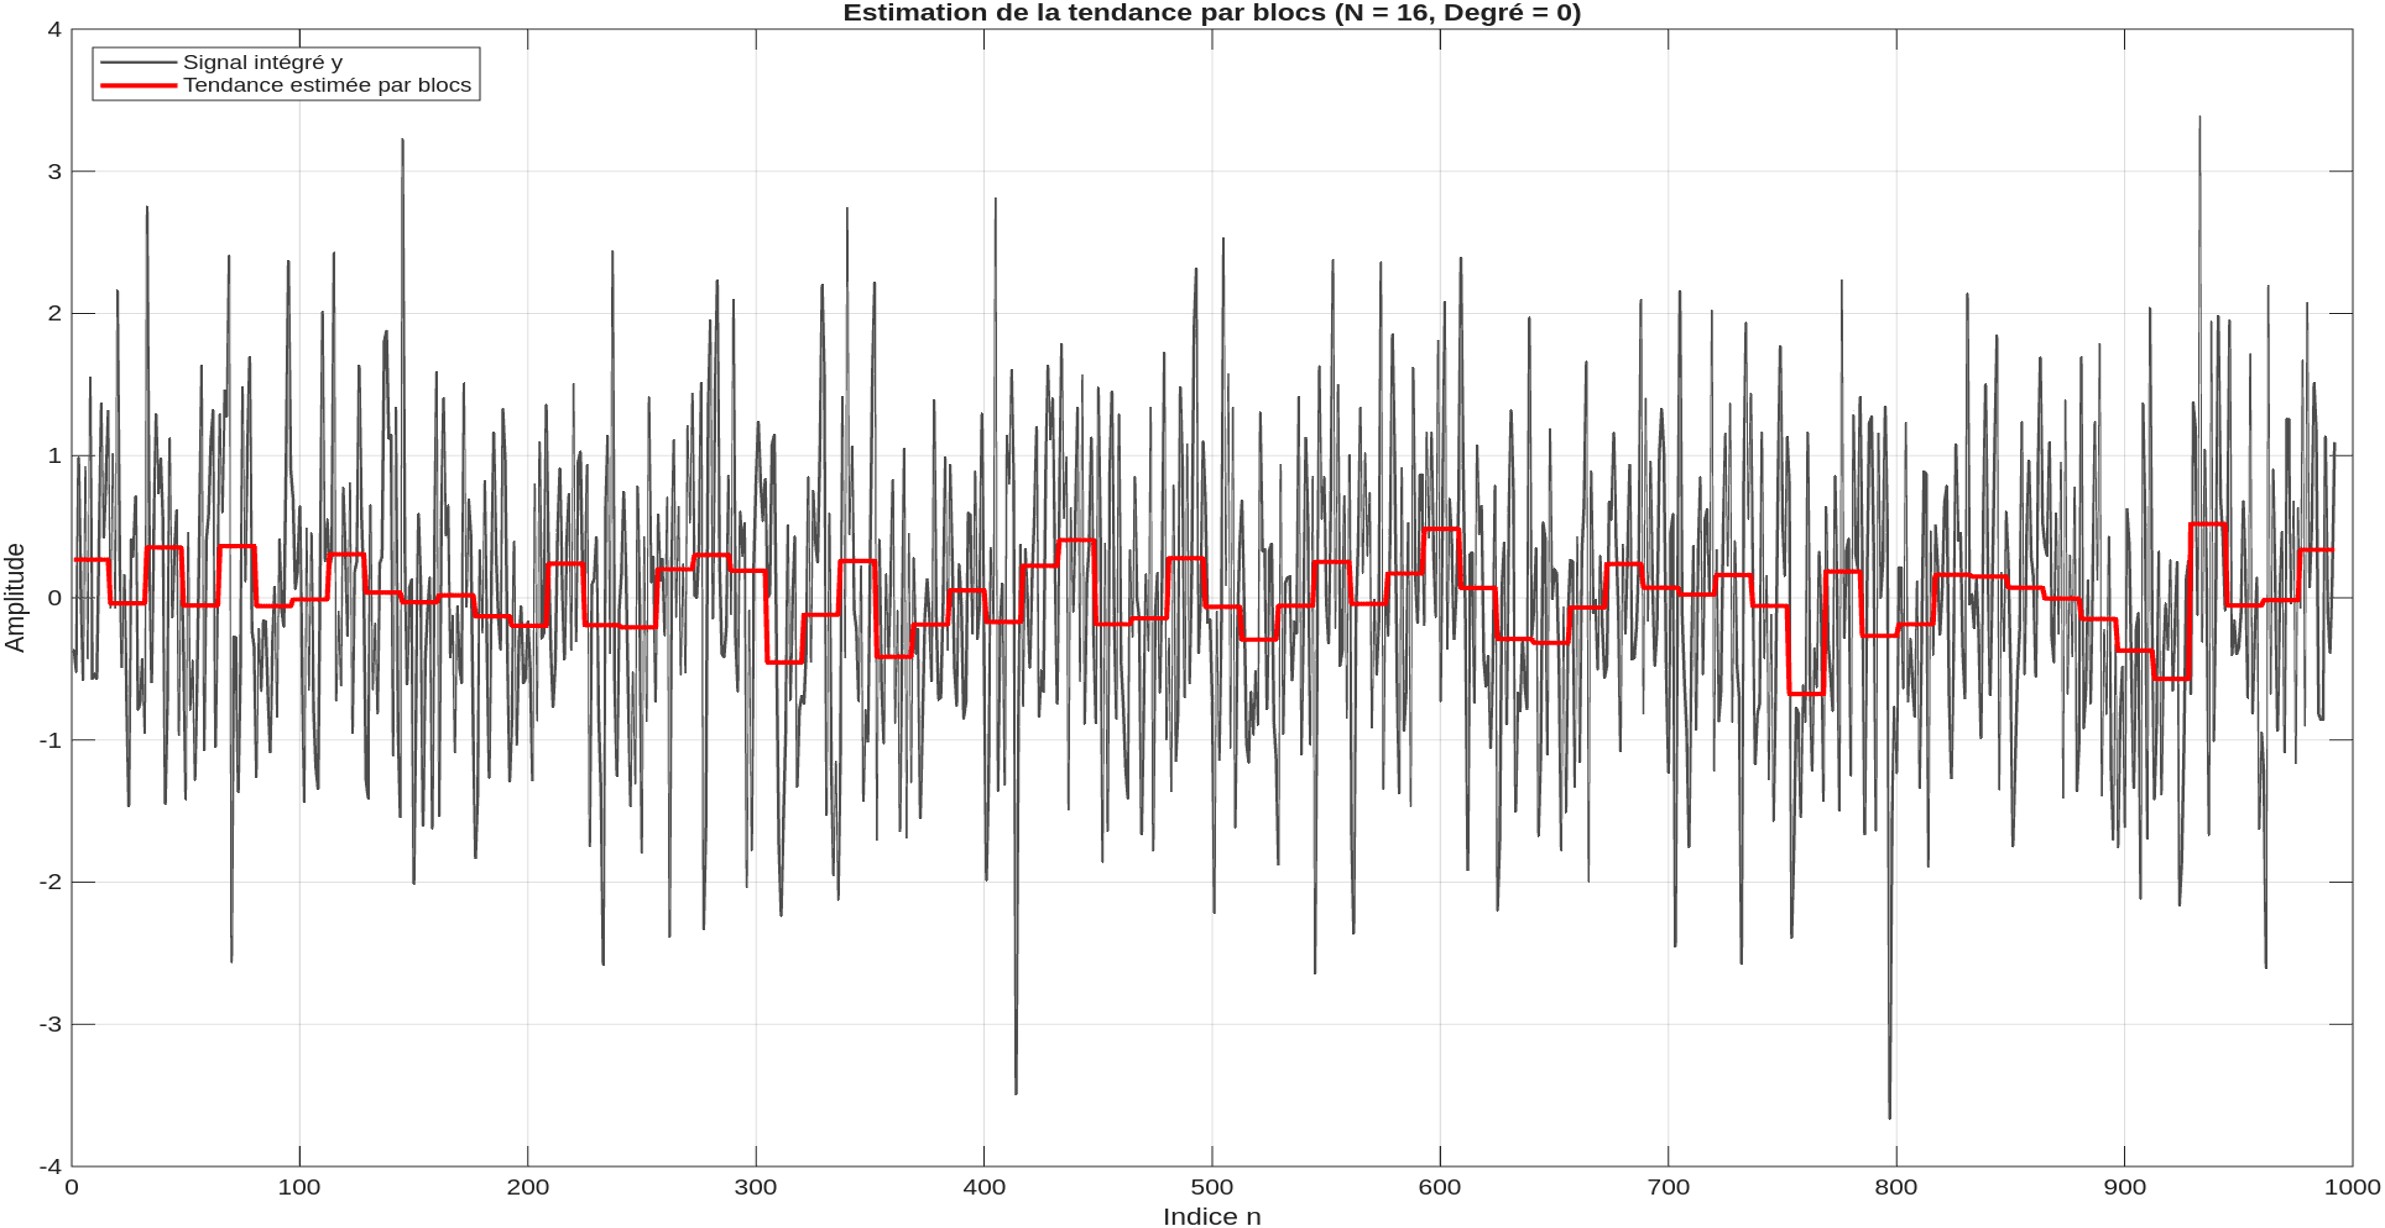 Estimation de la tendance par blocs (N = 16, Degré = 0)
Signal intégré y
Tendance estimée par blocs
Amplitude
4
3
2
1
0
-1
-2
-3
-4
0 100 200 300 400 500 600 700 800 900 1000
Indice n